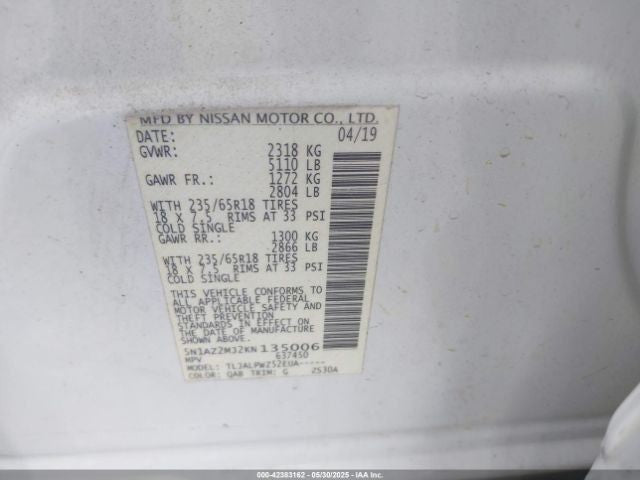 MFD BY NISSAN MOTOR CO., LTD.
DATE: 04/19
GVWR: 2318 KG
5110 LB
GAWR FR.: 1272 KG
2804 LB
WITH 235/65R18 TIRES
18 X 7.5 RIMS AT 33 PSI
COLD SINGLE
GAWR RR.: 1300 KG
2866 LB
WITH 235/65R18 TIRES
18 X 7.5 RIMS AT 33 PSI
COLD SINGLE
THIS VEHICLE CONFORMS TO
ALL APPLICABLE FEDERAL
MOTOR VEHICLE SAFETY
AND THEFT PREVENTION
STANDARDS IN EFFECT ON
THE DATE OF MANUFACTURE
SHOWN ABOVE.
5N1AZ2MJ2KN135006
MPV 637450
MODEL: TLJALPWZ52EUA-----
COLOR: QAB TRIM: G ZS30A
000-42383162 - 05/30/2025 - IAAI.com